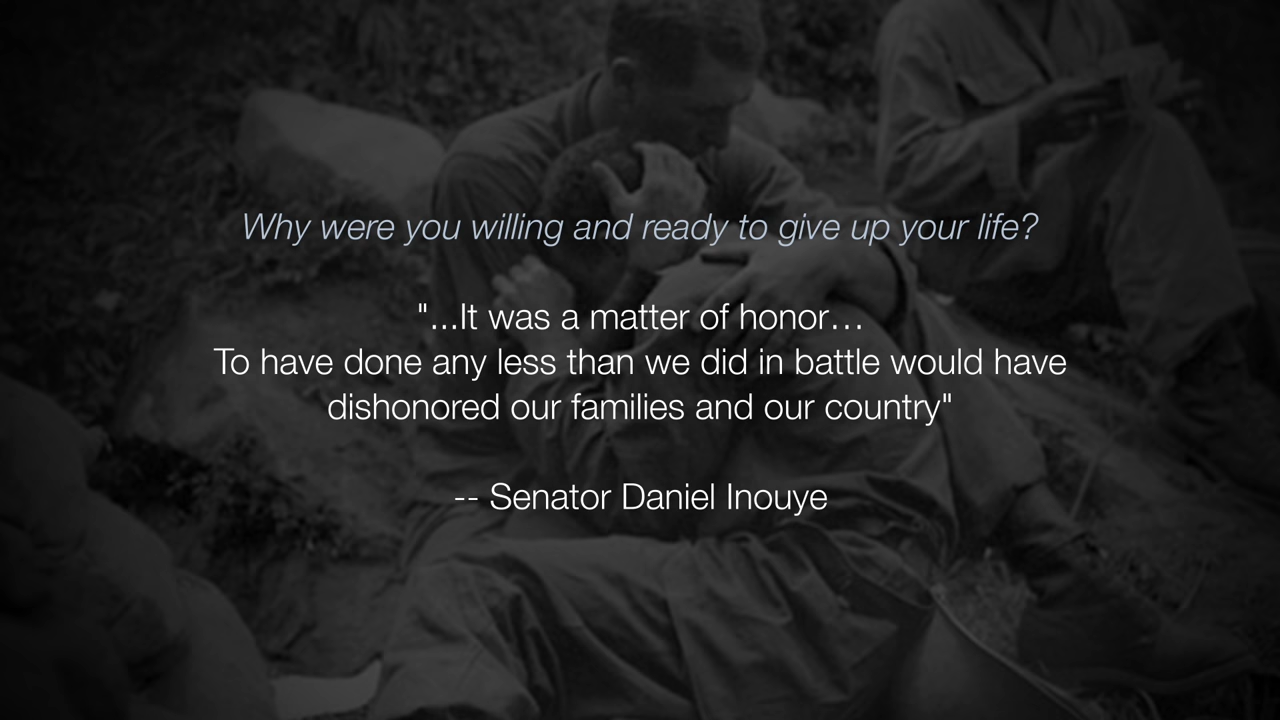 Why were you willing and ready to give up your life?
"...It was a matter of honor…
To have done any less than we did in battle would have
dishonored our families and our country"
-- Senator Daniel Inouye